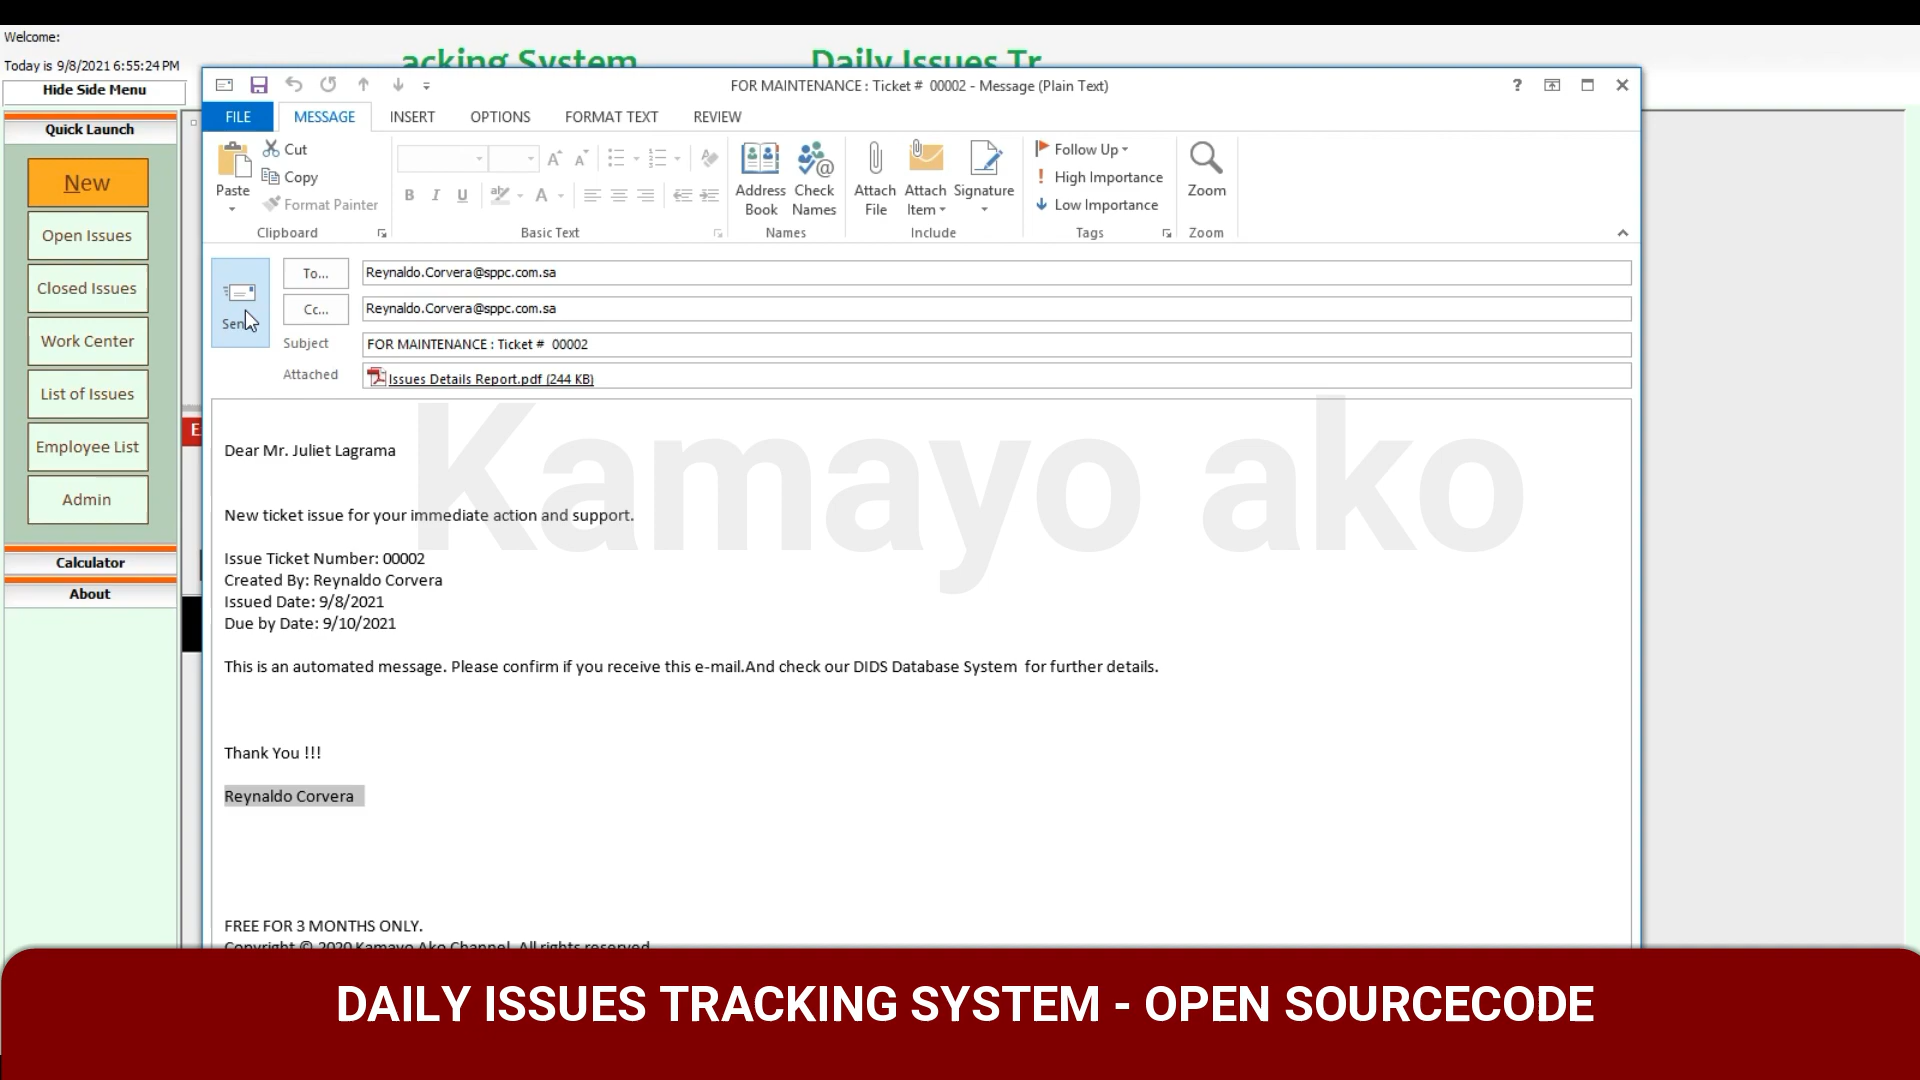 Welcome:
acking System Daily Issues Tr
Today is 9/8/2021 6:55:24 PM
Hide Side Menu
Quick Launch
New
Open Issues
Closed Issues
Work Center
List of Issues
Employee List
Admin
Calculator
About
E
FOR MAINTENANCE : Ticket # 00002 - Message (Plain Text)
?
FILE MESSAGE INSERT OPTIONS FORMAT TEXT REVIEW
Paste
Cut
Copy
Format Painter
Clipboard
B I U
Basic Text
Address Book
Check Names
Names
Attach File
Attach Item
Signature
Include
Follow Up
High Importance
Low Importance
Tags
Zoom
Zoom
Sen
To... Reynaldo.Corvera@sppc.com.sa
Cc... Reynaldo.Corvera@sppc.com.sa
Subject FOR MAINTENANCE : Ticket # 00002
Attached Issues Details Report.pdf (244 KB)
Kamayo ako
Dear Mr. Juliet Lagrama
New ticket issue for your immediate action and support.
Issue Ticket Number: 00002
Created By: Reynaldo Corvera
Issued Date: 9/8/2021
Due by Date: 9/10/2021
This is an automated message. Please confirm if you receive this e-mail.And check our DIDS Database System for further details.
Thank You !!!
Reynaldo Corvera
FREE FOR 3 MONTHS ONLY.
Copyright © 2020 Kamayo Ako Channel. All rights reserved
DAILY ISSUES TRACKING SYSTEM - OPEN SOURCECODE